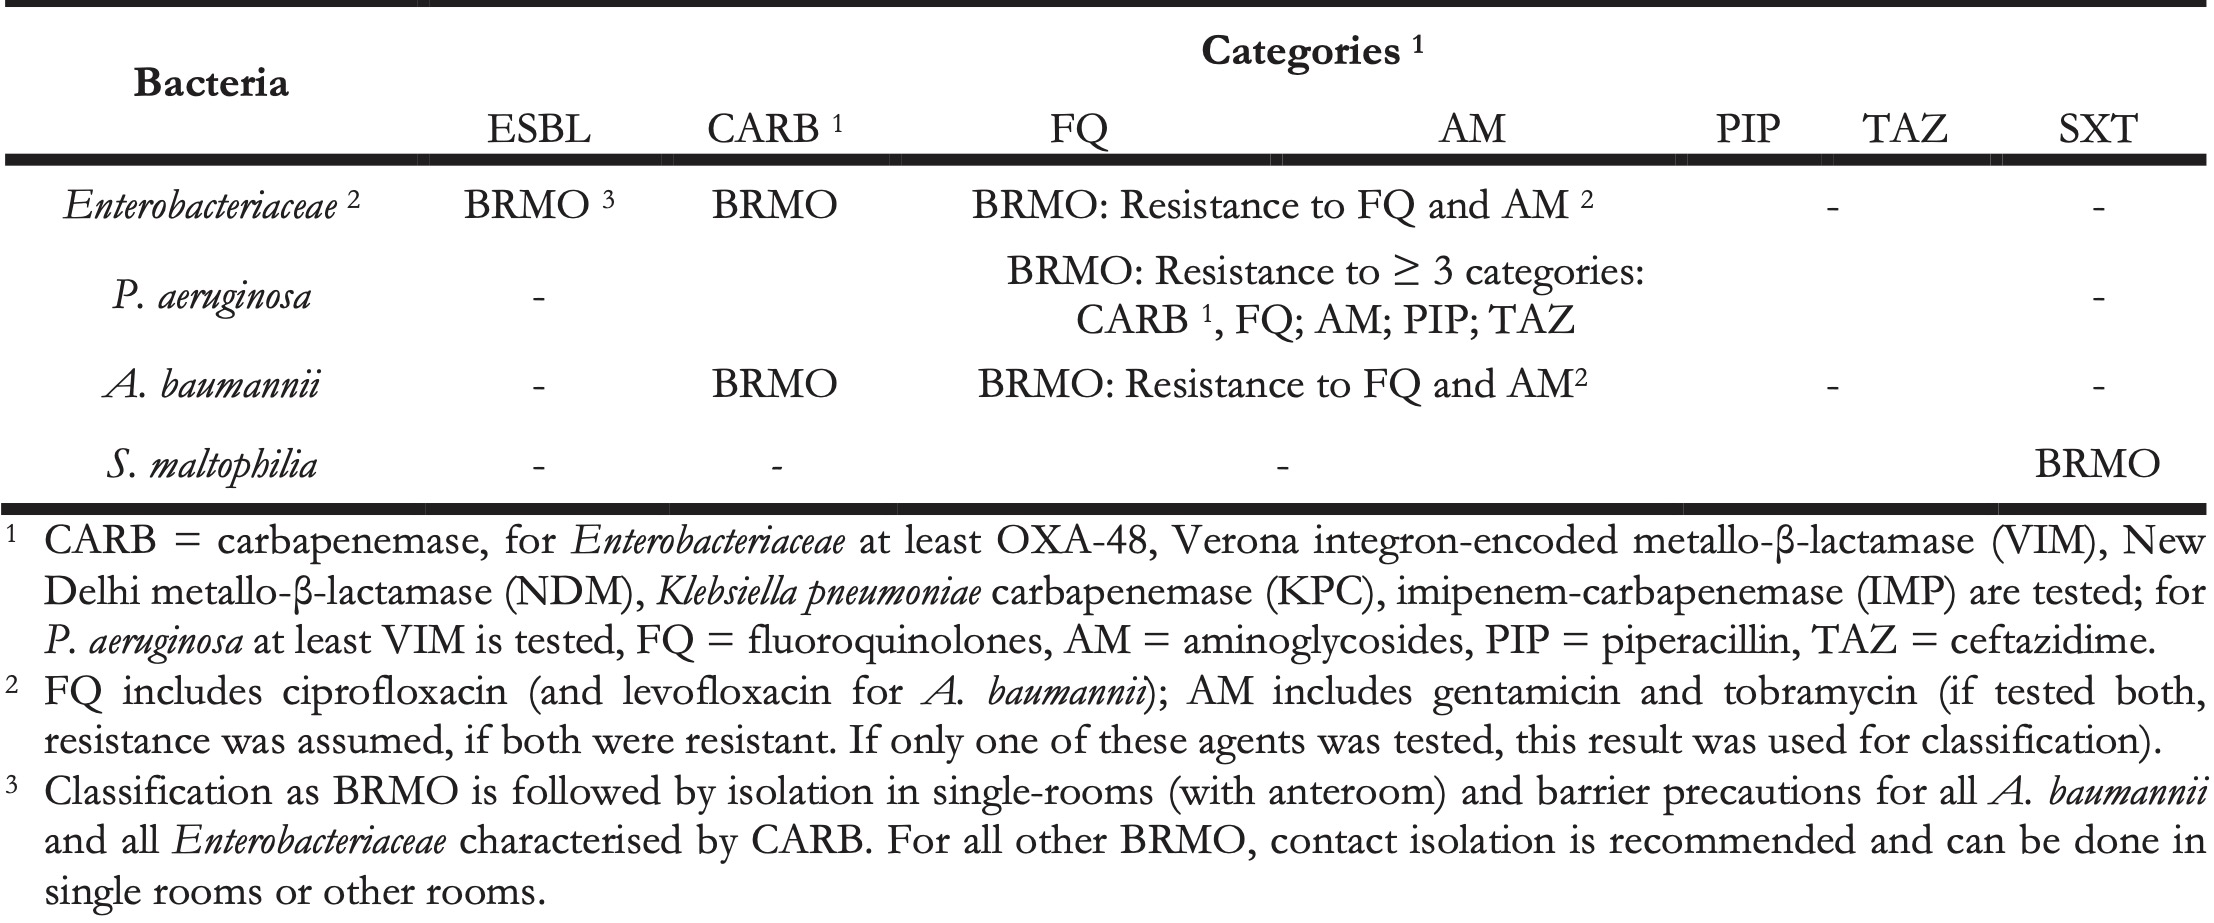 Categories ¹
Bacteria
ESBL CARB ¹ FQ AM PIP TAZ SXT
Enterobacteriaceae ² BRMO ³ BRMO BRMO: Resistance to FQ and AM ² - -
P. aeruginosa - BRMO: Resistance to ≥ 3 categories: -
CARB ¹, FQ; AM; PIP; TAZ
A. baumannii - BRMO BRMO: Resistance to FQ and AM² - -
S. maltophilia - - - BRMO
¹ CARB = carbapenemase, for Enterobacteriaceae at least OXA-48, Verona integron-encoded metallo-β-lactamase (VIM), New
Delhi metallo-β-lactamase (NDM), Klebsiella pneumoniae carbapenemase (KPC), imipenem-carbapenemase (IMP) are tested; for
P. aeruginosa at least VIM is tested, FQ = fluoroquinolones, AM = aminoglycosides, PIP = piperacillin, TAZ = ceftazidime.
² FQ includes ciprofloxacin (and levofloxacin for A. baumannii); AM includes gentamicin and tobramycin (if tested both,
resistance was assumed, if both were resistant. If only one of these agents was tested, this result was used for classification).
³ Classification as BRMO is followed by isolation in single-rooms (with anteroom) and barrier precautions for all A. baumannii
and all Enterobacteriaceae characterised by CARB. For all other BRMO, contact isolation is recommended and can be done in
single rooms or other rooms.